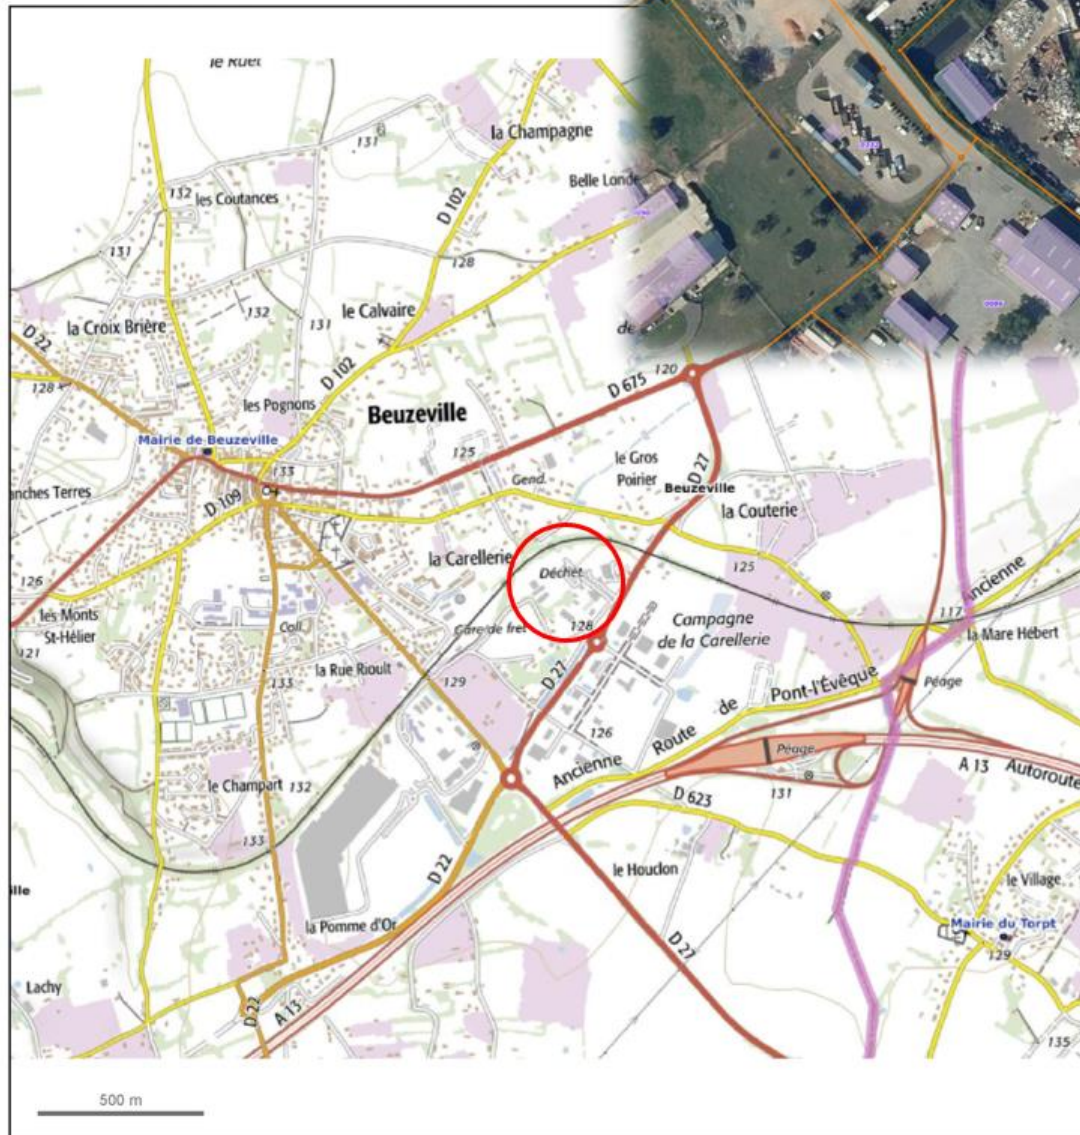 le Ruet
la Champagne
131
Belle Londe
132
les Coutances
D 102
131
128
132
le Calvaire
131
la Croix Brière
de
D 22
D 102
120
D 675
128
les Pognons
Beuzeville
Mairie de Beuzeville
125
le Gros
Poirier
D 27
133
Gend.
Beuzeville
anches Terres
D 109
la Couterie
la Carellerie
Déchet
125
126
Ancienne
les Monts
St-Hélier
117
Coll.
Gare de fret
128
Campagne
de la Carellerie
la Mare Hébert
121
la Rue Rioult
133
129
D 27
Ancienne Route de Pont-l'Évêque
Péage
126
Péage
A 13 Autoroute
le Champart
132
131
D 623
133
D 22
le Houclon
ille
le Village
la Pomme d'Or
Mairie du Torpt
129
D 27
Lachy
D 22
A 13
135
500 m